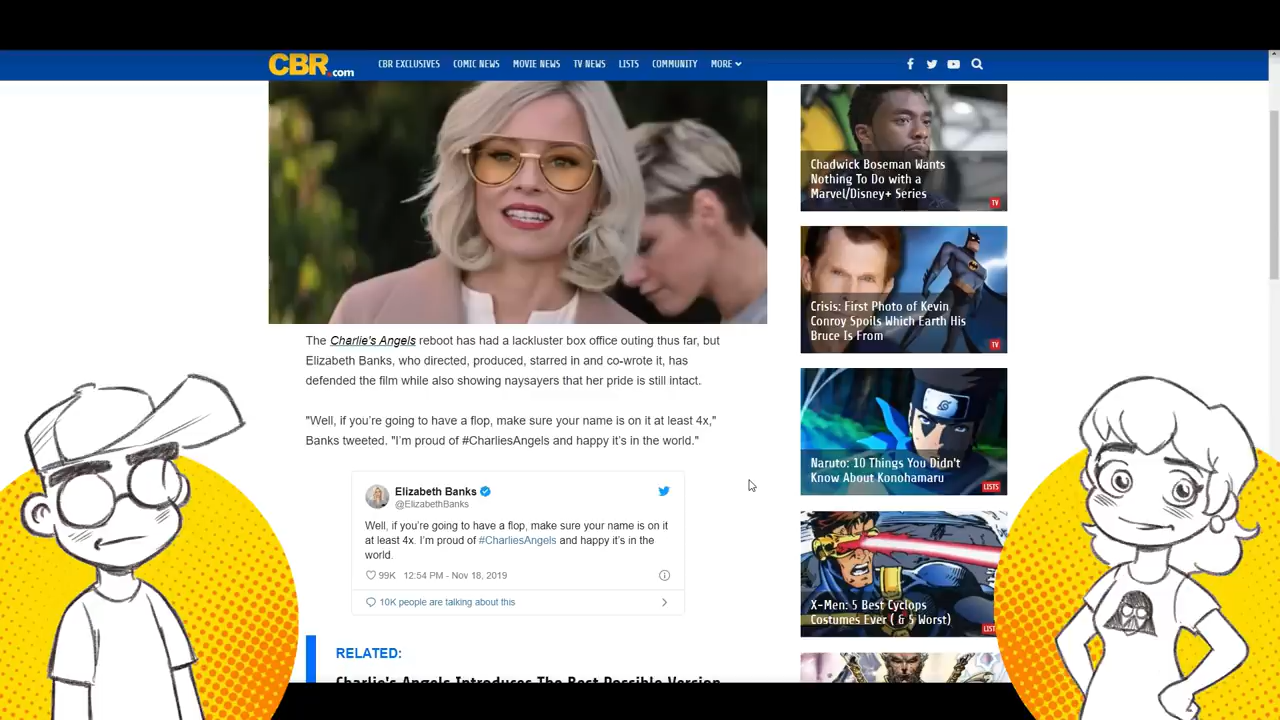 CBR.com
CBR EXCLUSIVES
COMIC NEWS
MOVIE NEWS
TV NEWS
LISTS
COMMUNITY
MORE
Chadwick Boseman Wants
Nothing To Do with a
Marvel/Disney+ Series
TV
Crisis: First Photo of Kevin
Conroy Spoils Which Earth His
Bruce Is From
TV
The Charlie's Angels reboot has had a lackluster box office outing thus far, but
Elizabeth Banks, who directed, produced, starred in and co-wrote it, has
defended the film while also showing naysayers that her pride is still intact.
"Well, if you're going to have a flop, make sure your name is on it at least 4x,"
Banks tweeted. "I'm proud of #CharliesAngels and happy it's in the world."
Naruto: 10 Things You Didn't
Know About Konohamaru
LISTS
Elizabeth Banks
@ElizabethBanks
Well, if you're going to have a flop, make sure your name is on it
at least 4x. I'm proud of #CharliesAngels and happy it's in the
world.
99K 12:54 PM - Nov 18, 2019
10K people are talking about this
X-Men: 5 Best Cyclops
Costumes Ever ( & 5 Worst)
RELATED:
Charlie's Angels Introduces The Best Possible Version